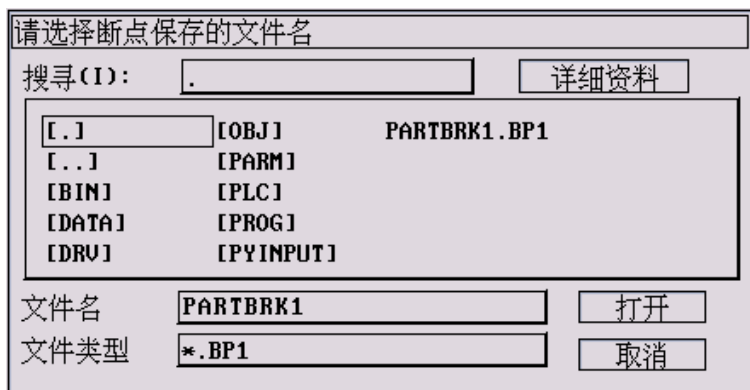 请选择断点保存的文件名
搜寻(I): . 详细资料
[.] [OBJ] PARTBRK1.BP1
[..] [PARM]
[BIN] [PLC]
[DATA] [PROG]
[DRV] [PYINPUT]
文件名 PARTBRK1 打开
文件类型 *.BP1 取消